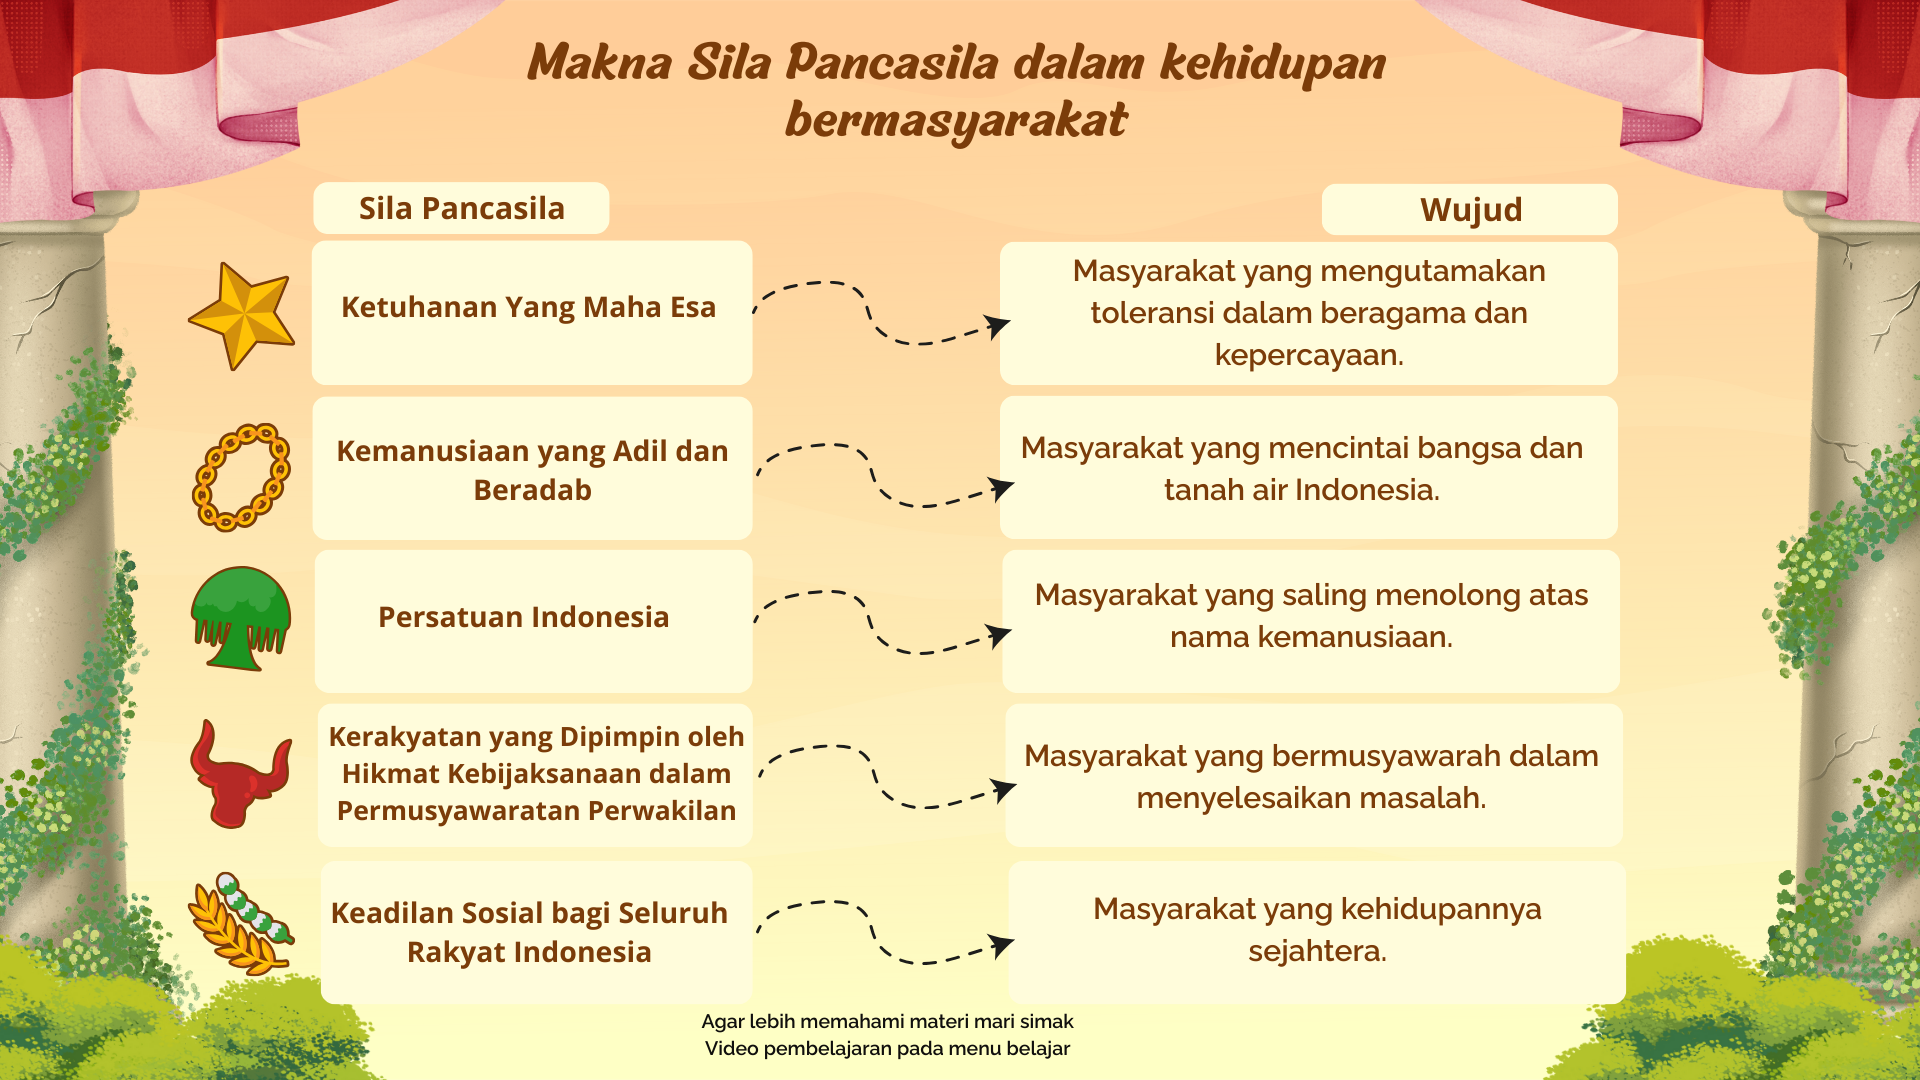 Makna Sila Pancasila dalam kehidupan
bermasyarakat
Sila Pancasila
Wujud
Ketuhanan Yang Maha Esa
Masyarakat yang mengutamakan
toleransi dalam beragama dan
kepercayaan.
Kemanusiaan yang Adil dan
Beradab
Masyarakat yang mencintai bangsa dan
tanah air Indonesia.
Persatuan Indonesia
Masyarakat yang saling menolong atas
nama kemanusiaan.
Kerakyatan yang Dipimpin oleh
Hikmat Kebijaksanaan dalam
Permusyawaratan Perwakilan
Masyarakat yang bermusyawarah dalam
menyelesaikan masalah.
Keadilan Sosial bagi Seluruh
Rakyat Indonesia
Masyarakat yang kehidupannya
sejahtera.
Agar lebih memahami materi mari simak
Video pembelajaran pada menu belajar